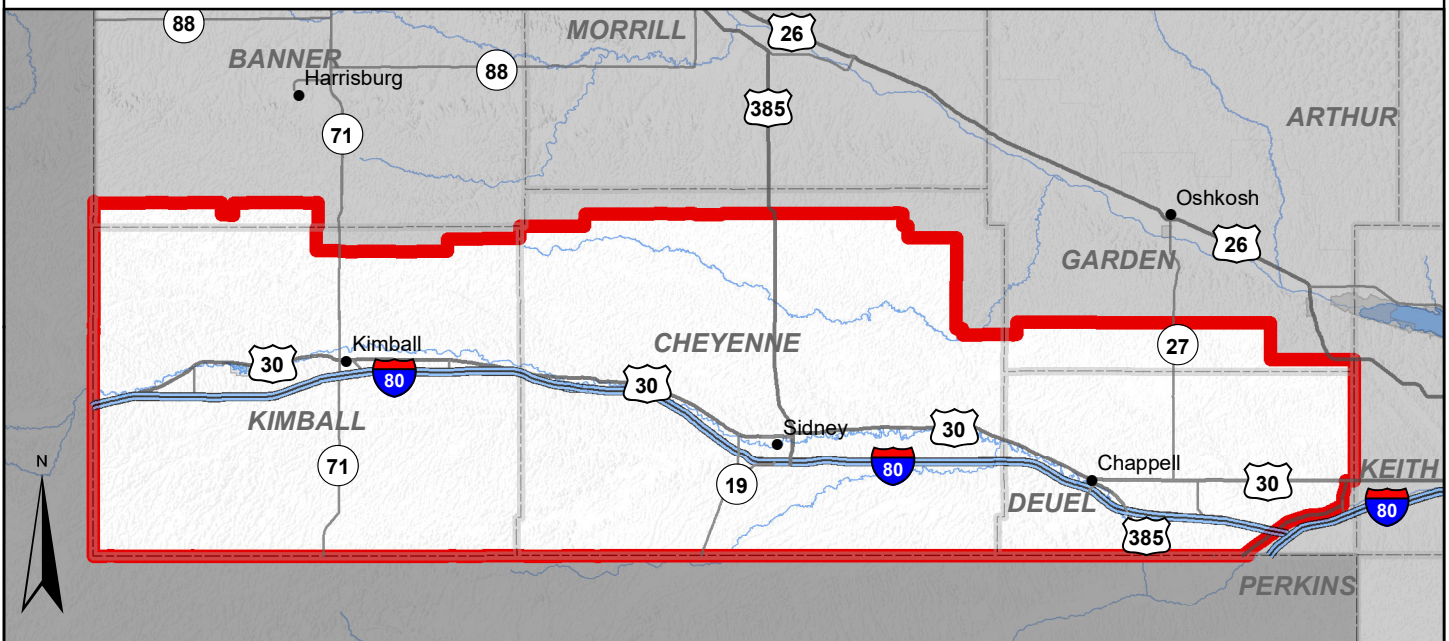 88
MORRILL
26
BANNER
Harrisburg
88
385
71
ARTHUR
Oshkosh
GARDEN
26
Kimball
30
80
CHEYENNE
27
30
KIMBALL
Sidney
30
71
19
80
Chappell
DEUEL
30
KEITH
80
385
N
PERKINS